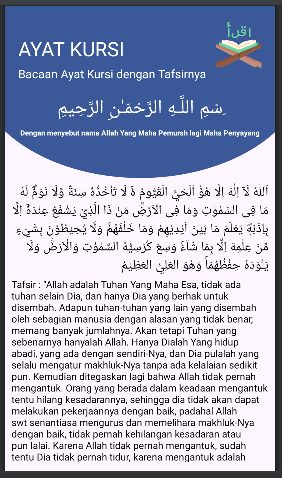 اقرأ
AYAT KURSI
Bacaan Ayat Kursi dengan Tafsirnya
بِسْمِ اللَّهِ الرَّحْمَـٰنِ الرَّحِيمِ
Dengan menyebut nama Allah Yang Maha Pemurah lagi Maha Penyayang
اَللّٰهُ لَآ اِلٰهَ اِلَّا هُوَۚ اَلْحَيُّ الْقَيُّوْمُ ەۚ لَا تَأْخُذُهٗ سِنَةٌ وَّلَا نَوْمٌۗ لَهٗ
مَا فِى السَّمٰوٰتِ وَمَا فِى الْاَرْضِۗ مَنْ ذَا الَّذِيْ يَشْفَعُ عِنْدَهٗٓ اِلَّا
بِاِذْنِهٖۗ يَعْلَمُ مَا بَيْنَ اَيْدِيْهِمْ وَمَا خَلْفَهُمْۚ وَلَا يُحِيْطُوْنَ بِشَيْءٍ
مِّنْ عِلْمِهٖٓ اِلَّا بِمَا شَاۤءَۚ وَسِعَ كُرْسِيُّهُ السَّمٰوٰتِ وَالْاَرْضَۚ وَلَا
يَـُٔوْدُهٗ حِفْظُهُمَاۚ وَهُوَ الْعَلِيُّ الْعَظِيْمُ
Tafsir : "Allah adalah Tuhan Yang Maha Esa, tidak ada
tuhan selain Dia, dan hanya Dia yang berhak untuk
disembah. Adapun tuhan-tuhan yang lain yang disembah
oleh sebagian manusia dengan alasan yang tidak benar,
memang banyak jumlahnya. Akan tetapi Tuhan yang
sebenarnya hanyalah Allah. Hanya Dialah Yang hidup
abadi, yang ada dengan sendiri-Nya, dan Dia pulalah yang
selalu mengatur makhluk-Nya tanpa ada kelalaian sedikit
pun. Kemudian ditegaskan lagi bahwa Allah tidak pernah
mengantuk. Orang yang berada dalam keadaan mengantuk
tentu hilang kesadarannya, sehingga dia tidak akan dapat
melakukan pekerjaannya dengan baik, padahal Allah
swt senantiasa mengurus dan memelihara makhluk-Nya
dengan baik, tidak pernah kehilangan kesadaran atau
pun lalai. Karena Allah tidak pernah mengantuk, sudah
tentu Dia tidak pernah tidur, karena mengantuk adalah